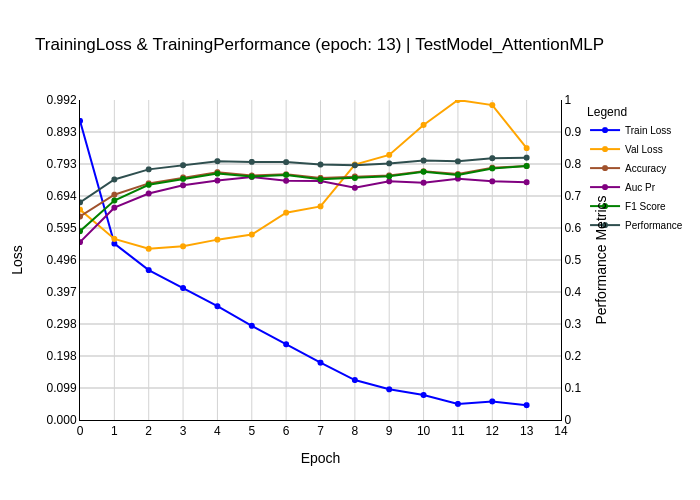 TrainingLoss & TrainingPerformance (epoch: 13) | TestModel_AttentionMLP
0.992
0.893
0.793
0.694
0.595
0.496
0.397
0.298
0.198
0.099
0.000
Loss
0 1 2 3 4 5 6 7 8 9 10 11 12 13 14
Epoch
1
0.9
0.8
0.7
0.6
0.5
0.4
0.3
0.2
0.1
0
Performance Metrics
Legend
Train Loss
Val Loss
Accuracy
Auc Pr
F1 Score
Performance